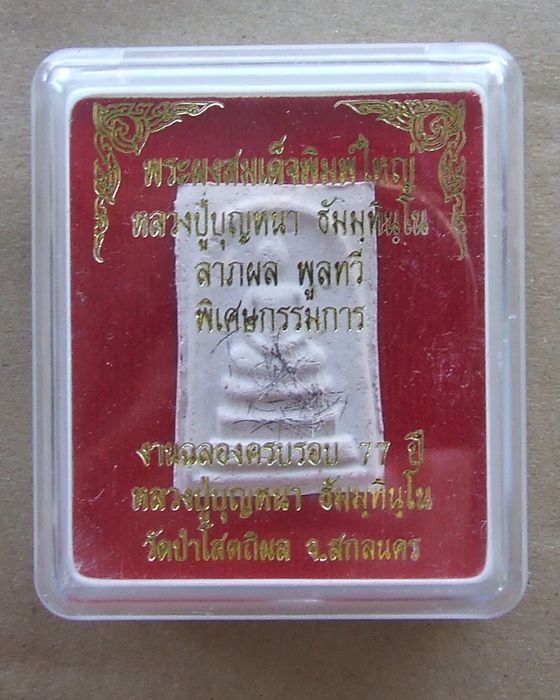 พระผงสมเด็จพิมพ์ใหญ่
หลวงปู่บุญหนา ธัมฺมทินฺโน
ลาภผล พูลทวี
พิเศษกรรมการ
งานฉลองครบรอบ 77 ปี
หลวงปู่บุญหนา ธัมฺมทินฺโน
วัดป่าโสตถิผล จ.สกลนคร